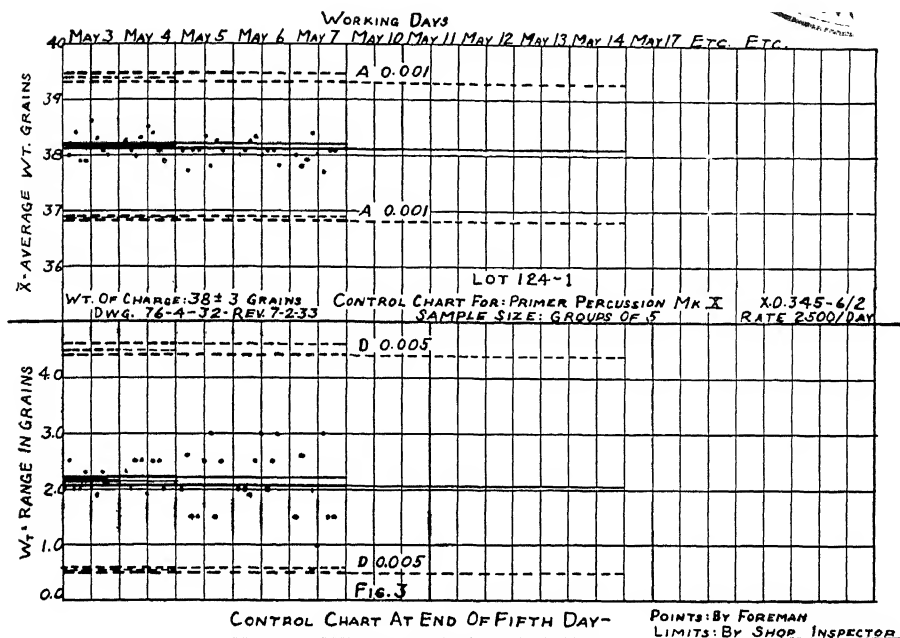 WORKING DAYS
MAY 3 MAY 4 MAY 5 MAY 6 MAY 7 MAY 10 MAY 11 MAY 12 MAY 13 MAY 14 MAY 17 ETC. ETC.
40
A 0.001
39
38
37
A 0.001
36
X̄-AVERAGE WT. GRAINS
LOT 124-1
WT. OF CHARGE: 38 ± 3 GRAINS CONTROL CHART FOR: PRIMER PERCUSSION MK X X.O.345-6/2
DWG. 76-4-32-REV. 7-2-33 SAMPLE SIZE: GROUPS OF 5 RATE 2500/DAY
D 0.005
4.0
3.0
2.0
1.0
D 0.005
0.0
FIG. 3
WT = RANGE IN GRAINS
CONTROL CHART AT END OF FIFTH DAY-
POINTS: BY FOREMAN
LIMITS: BY SHOP INSPECTOR